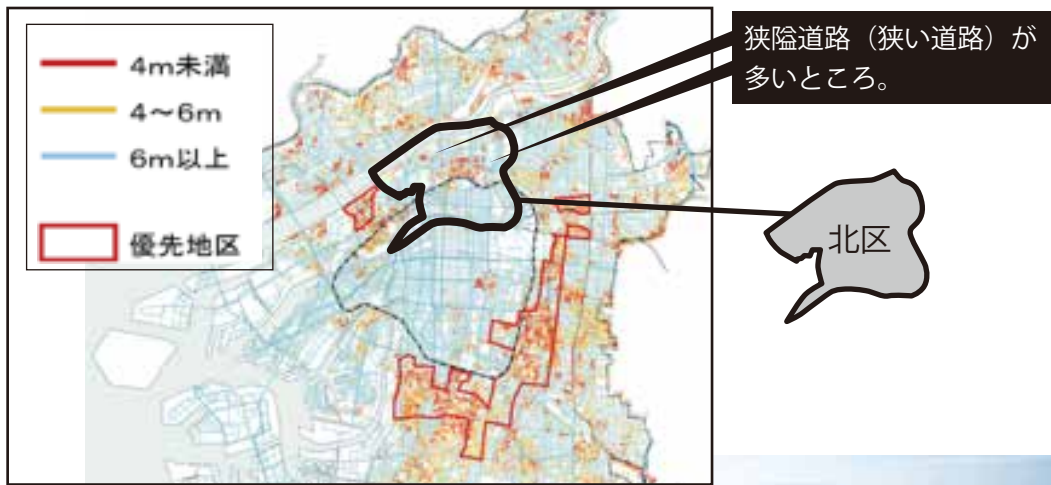 4m未満
4〜6m
6m以上
優先地区
狭隘道路（狭い道路）が
多いところ。
北区